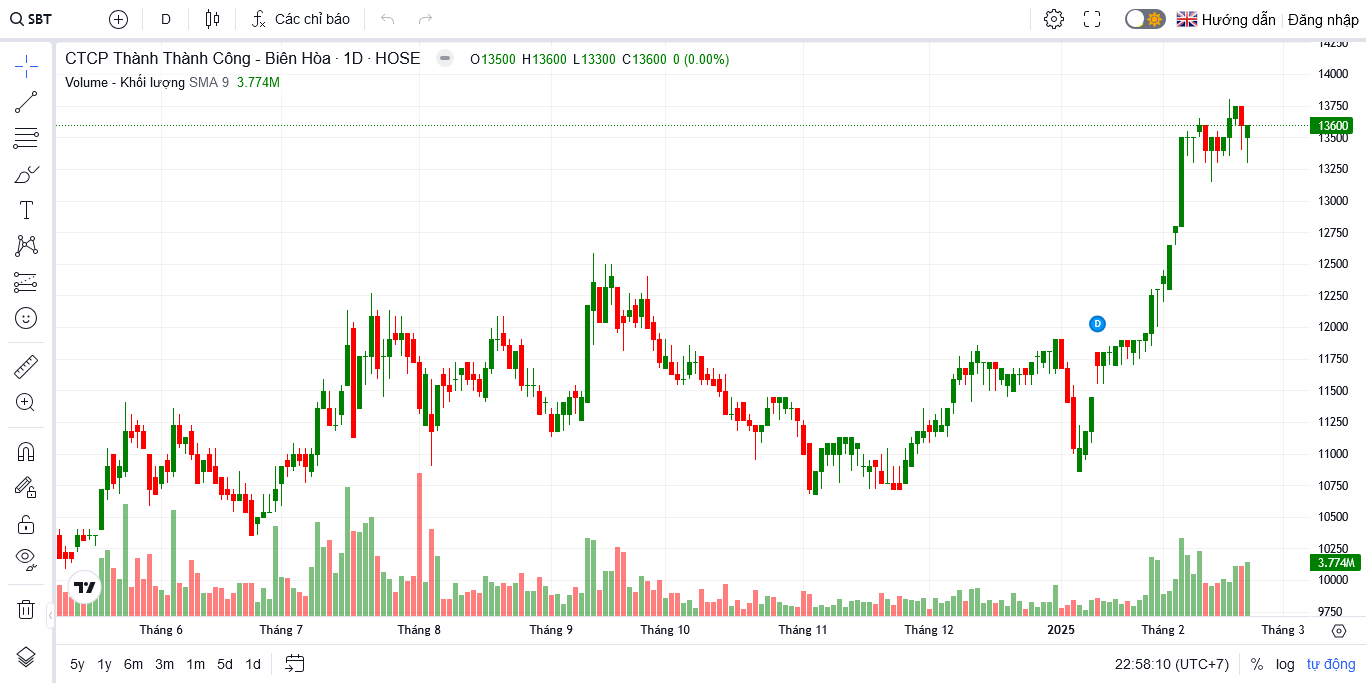 SBT D Các chỉ báo Hướng dẫn Đăng nhập
CTCP Thành Thành Công - Biên Hòa · 1D · HOSE O13500 H13600 L13300 C13600 0 (0.00%)
Volume - Khối lượng SMA 9 3.774M
14250
14000
13750
13600
13500
13250
13000
12750
12500
12250
D
12000
11750
11500
11250
11000
10750
10500
10250
3.774M
10000
9750
Tháng 6 Tháng 7 Tháng 8 Tháng 9 Tháng 10 Tháng 11 Tháng 12 2025 Tháng 2 Tháng 3
5y 1y 6m 3m 1m 5d 1d 22:58:10 (UTC+7) % log tự động